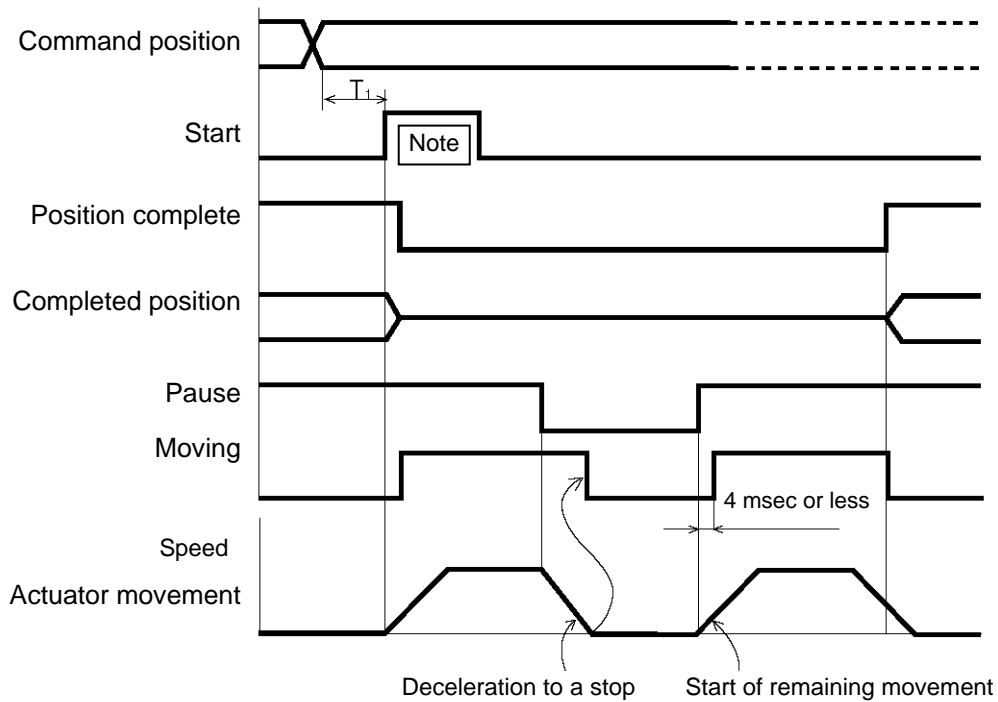 Command position
T1
Start
Note
Position complete
Completed position
Pause
Moving
4 msec or less
Speed
Actuator movement
Deceleration to a stop
Start of remaining movement